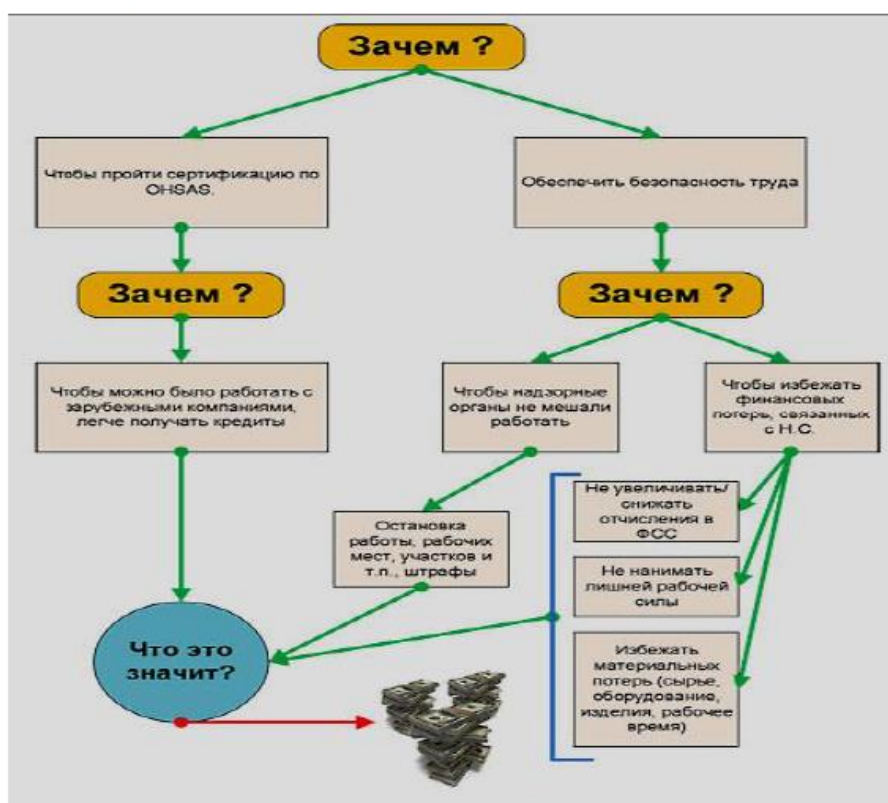 Зачем ?
Чтобы пройти сертификацию по
OHSAS.
Обеспечить безопасность труда
Зачем ?
Зачем ?
Чтобы можно было работать с
зарубежными компаниями,
легче получать кредиты
Чтобы надзорные
органы не мешали
работать
Чтобы избежать
финансовых
потерь, связанных
с Н.С.
Не увеличивать/
снижать
отчисления в
ФСС
Остановка
работы, рабочих
мест, участков и
т.п., штрафы
Не нанимать
лишней рабочей
силы
Что это
значит?
Избежать
материальных
потерь (сырье,
оборудование,
изделия, рабочее
время)